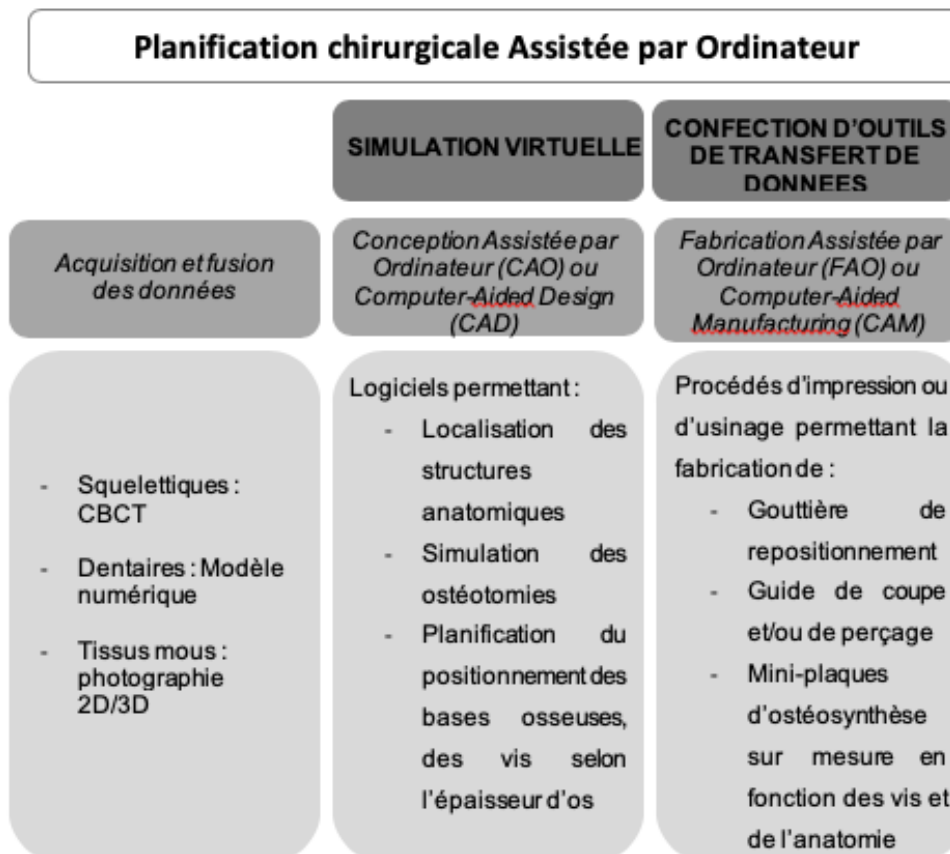 Planification chirurgicale Assistée par Ordinateur
SIMULATION VIRTUELLE
CONFECTION D'OUTILS
DE TRANSFERT DE
DONNEES
Acquisition et fusion
des données
Conception Assistée par
Ordinateur (CAO) ou
Computer-Aided Design
(CAD)
Fabrication Assistée par
Ordinateur (FAO) ou
Computer-Aided
Manufacturing (CAM)
- Squelettiques :
CBCT
- Dentaires : Modèle
numérique
- Tissus mous :
photographie
2D/3D
Logiciels permettant :
- Localisation des
structures
anatomiques
- Simulation des
ostéotomies
- Planification du
positionnement des
bases osseuses,
des vis selon
l'épaisseur d'os
Procédés d'impression ou
d'usinage permettant la
fabrication de :
- Gouttière de
repositionnement
- Guide de coupe
et/ou de perçage
- Mini-plaques
d'ostéosynthèse
sur mesure en
fonction des vis et
de l'anatomie